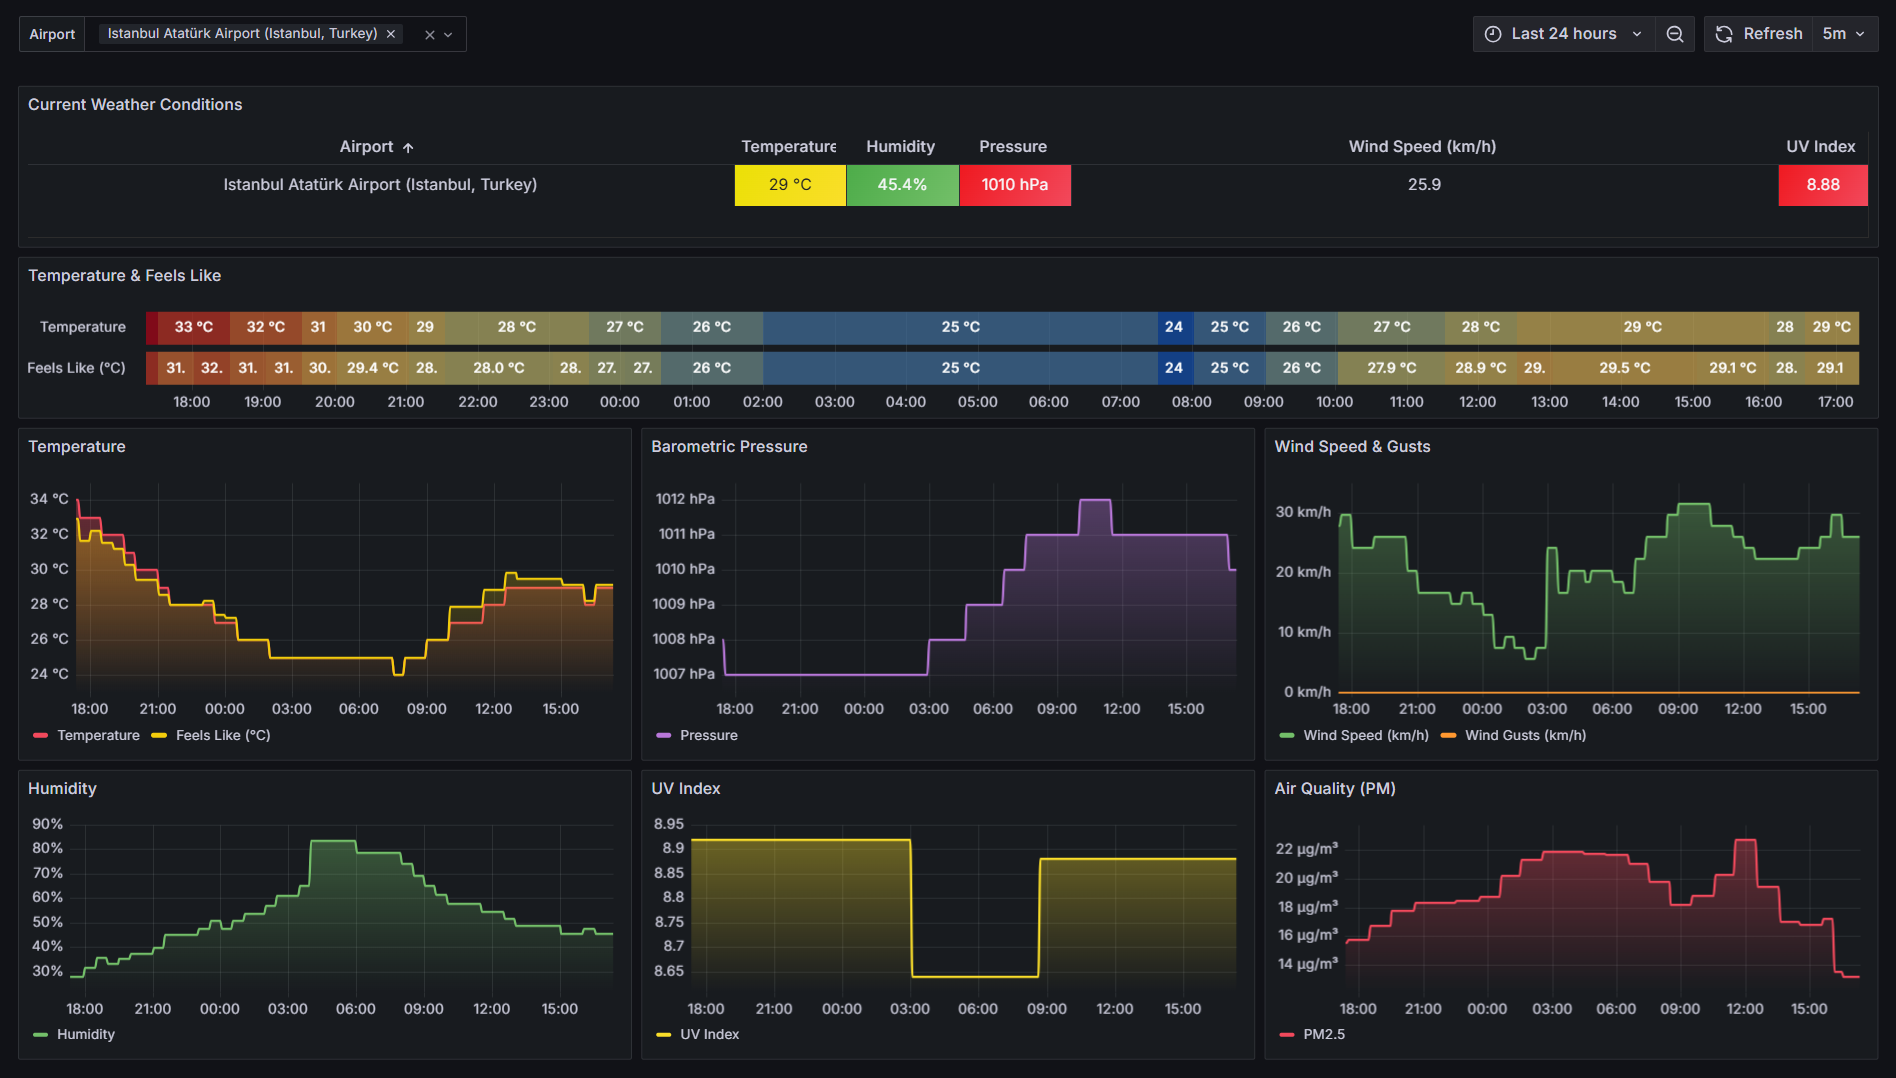 Airport Istanbul Atatürk Airport (Istanbul, Turkey) Last 24 hours Refresh 5m
Current Weather Conditions
Airport Temperature Humidity Pressure Wind Speed (km/h) UV Index
Istanbul Atatürk Airport (Istanbul, Turkey) 29 °C 45.4% 1010 hPa 25.9 8.88
Temperature & Feels Like
Temperature 33 °C 32 °C 31 30 °C 29 28 °C 27 °C 26 °C 25 °C 24 25 °C 26 °C 27 °C 28 °C 29 °C 28 29 °C
Feels Like (°C) 31. 32. 31. 31. 30. 29.4 °C 28. 28.0 °C 28. 27. 27. 26 °C 25 °C 24 25 °C 26 °C 27.9 °C 28.9 °C 29. 29.5 °C 29.1 °C 28. 29.1
18:00 19:00 20:00 21:00 22:00 23:00 00:00 01:00 02:00 03:00 04:00 05:00 06:00 07:00 08:00 09:00 10:00 11:00 12:00 13:00 14:00 15:00 16:00 17:00
Temperature
34 °C
32 °C
30 °C
28 °C
26 °C
24 °C
18:00 21:00 00:00 03:00 06:00 09:00 12:00 15:00
Temperature Feels Like (°C)
Barometric Pressure
1012 hPa
1011 hPa
1010 hPa
1009 hPa
1008 hPa
1007 hPa
18:00 21:00 00:00 03:00 06:00 09:00 12:00 15:00
Pressure
Wind Speed & Gusts
30 km/h
20 km/h
10 km/h
0 km/h
18:00 21:00 00:00 03:00 06:00 09:00 12:00 15:00
Wind Speed (km/h) Wind Gusts (km/h)
Humidity
90%
80%
70%
60%
50%
40%
30%
18:00 21:00 00:00 03:00 06:00 09:00 12:00 15:00
Humidity
UV Index
8.95
8.9
8.85
8.8
8.75
8.7
8.65
18:00 21:00 00:00 03:00 06:00 09:00 12:00 15:00
UV Index
Air Quality (PM)
22 µg/m³
20 µg/m³
18 µg/m³
16 µg/m³
14 µg/m³
18:00 21:00 00:00 03:00 06:00 09:00 12:00 15:00
PM2.5